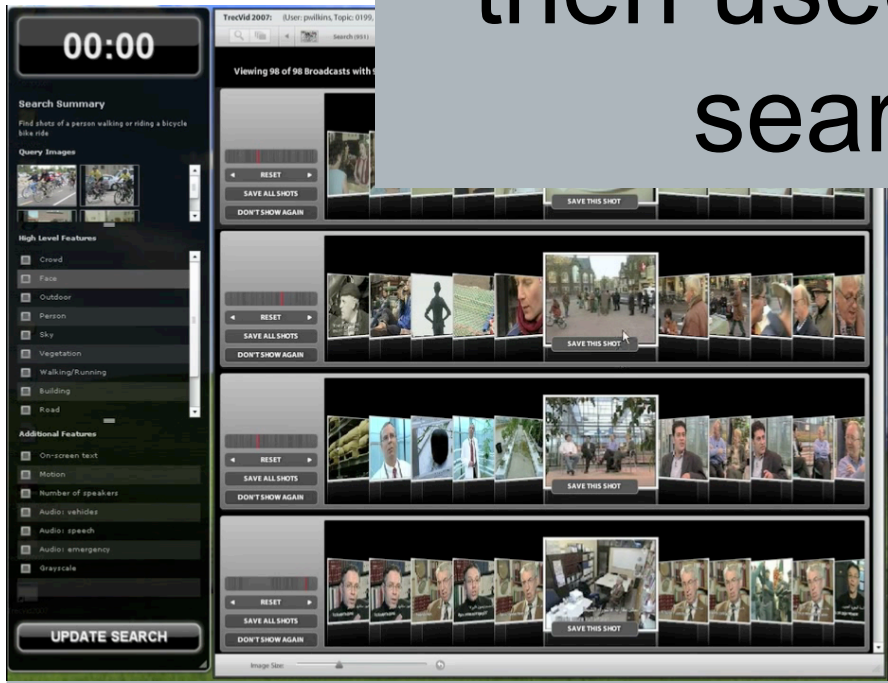 then use
sear
00:00
TrecVid 2007: (User: pwilkins, Topic: 0199,
Search (931)
Viewing 98 of 98 Broadcasts with
Search Summary
Find shots of a person walking or riding a bicycle
bike ride
Query Images
High Level Features
Crowd
Face
Outdoor
Person
Sky
Vegetation
Walking/Running
Building
Road
Additional Features
On-screen text
Motion
Number of speakers
Audio: vehicles
Audio: speech
Audio: emergency
Grayscale
UPDATE SEARCH
RESET
SAVE ALL SHOTS
DON'T SHOW AGAIN
SAVE THIS SHOT
RESET
SAVE ALL SHOTS
DON'T SHOW AGAIN
SAVE THIS SHOT
RESET
SAVE ALL SHOTS
DON'T SHOW AGAIN
SAVE THIS SHOT
RESET
SAVE ALL SHOTS
DON'T SHOW AGAIN
SAVE THIS SHOT
Image Size: